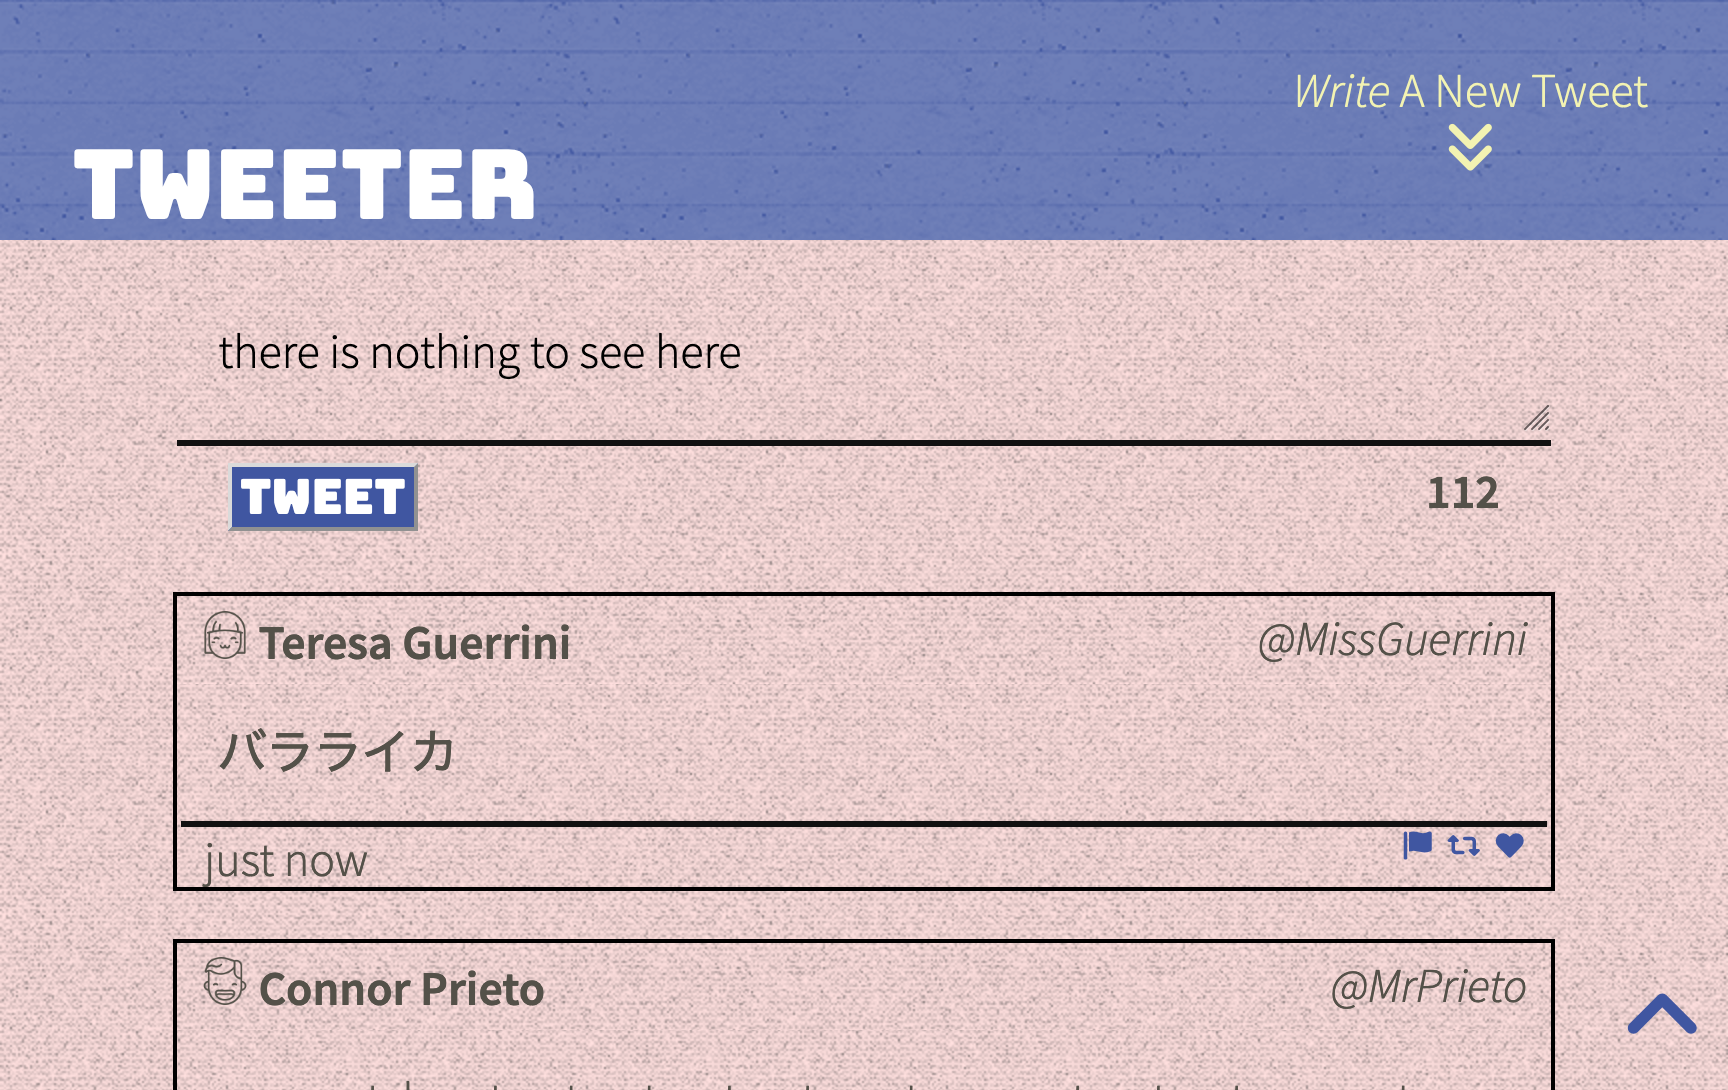 Write A New Tweet
TWEETER
there is nothing to see here
TWEET
112
Teresa Guerrini
@MissGuerrini
バラライカ
just now
Connor Prieto
@MrPrieto